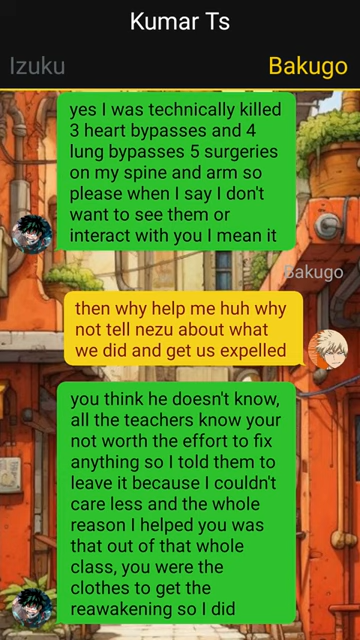 Kumar Ts
Izuku
Bakugo
yes I was technically killed
3 heart bypasses and 4
lung bypasses 5 surgeries
on my spine and arm so
please when I say I don't
want to see them or
interact with you I mean it
Bakugo
then why help me huh why
not tell nezu about what
we did and get us expelled
you think he doesn't know,
all the teachers know your
not worth the effort to fix
anything so I told them to
leave it because I couldn't
care less and the whole
reason I helped you was
that out of that whole
class, you were the
clothes to get the
reawakening so I did